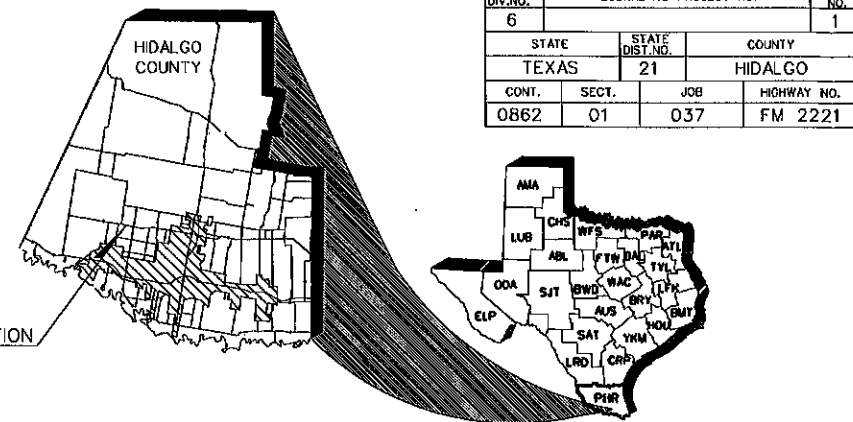 DIV.NO.
NO.
6
1
STATE
STATE DIST.NO.
COUNTY
TEXAS
21
HIDALGO
CONT.
SECT.
JOB
HIGHWAY NO.
0862
01
037
FM 2221
HIDALGO
COUNTY
AMA
CHS
WFS
PAR
ATL
LUB
ABL
FTW
DAL
TYL
ODA
SJT
BWD
WAC
LFK
ELP
AUS
BRY
BMT
SAT
HOU
YKM
LRD
CRP
PHR